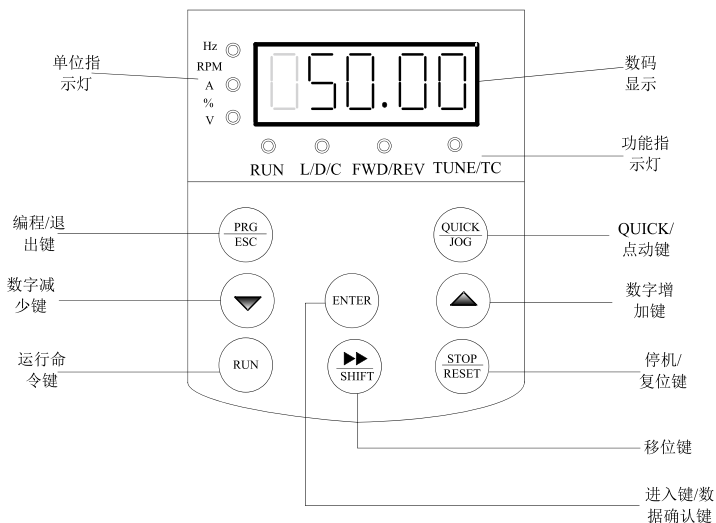 单位指
示灯
Hz
RPM
A
%
V
50.00
数码
显示
RUN L/D/C FWD/REV TUNE/TC
功能指
示灯
编程/退
出键
PRG
ESC
QUICK
JOG
QUICK/
点动键
数字减
少键
ENTER
数字增
加键
运行命
令键
RUN
SHIFT
STOP
RESET
停机/
复位键
移位键
进入键/数
据确认键